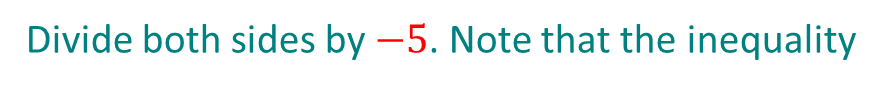 Divide both sides by −5. Note that the inequality